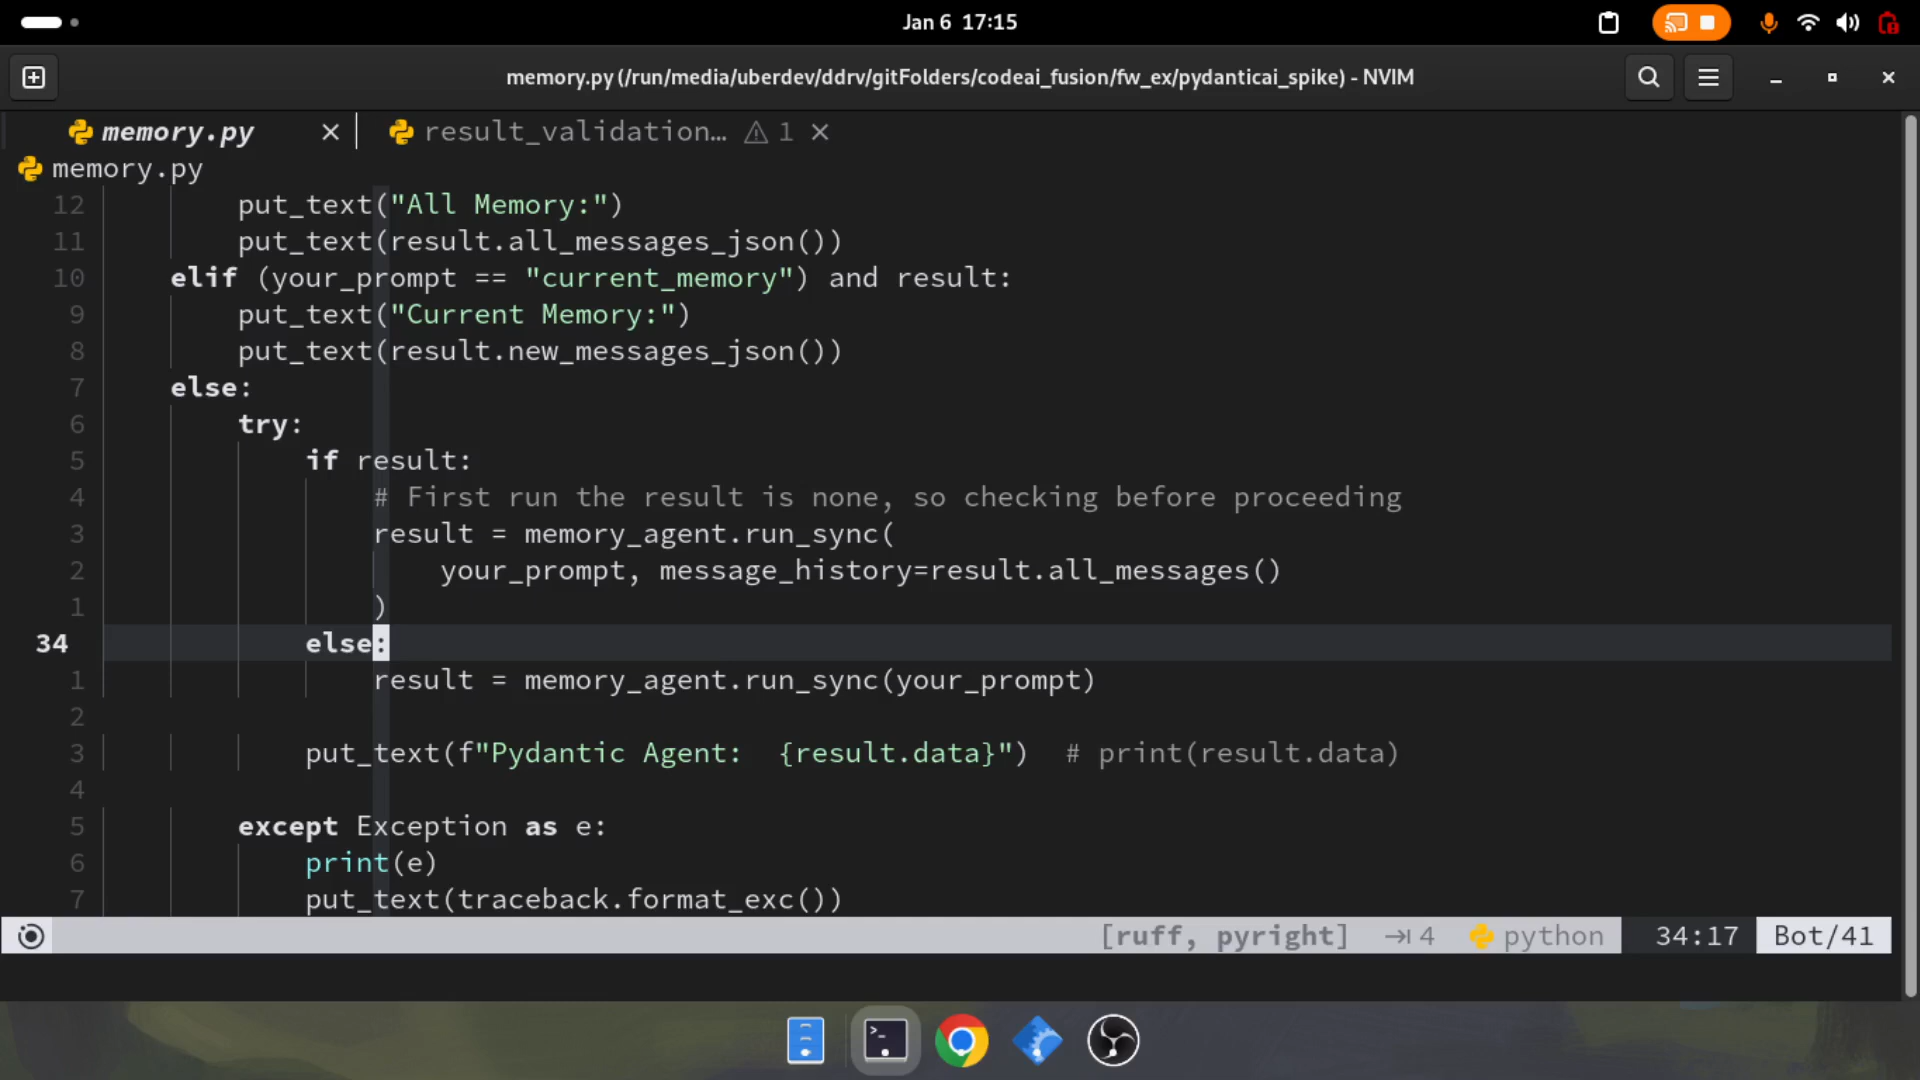 Jan 6 17:15
memory.py (/run/media/uberdev/ddrv/gitFolders/codeai_fusion/fw_ex/pydanticai_spike) - NVIM
memory.py result_validation… 1
memory.py
12 put_text("All Memory:")
11 put_text(result.all_messages_json())
10 elif (your_prompt == "current_memory") and result:
9 put_text("Current Memory:")
8 put_text(result.new_messages_json())
7 else:
6 try:
5 if result:
4 # First run the result is none, so checking before proceeding
3 result = memory_agent.run_sync(
2 your_prompt, message_history=result.all_messages()
1 )
34 else:
1 result = memory_agent.run_sync(your_prompt)
2
3 put_text(f"Pydantic Agent:  {result.data}")  # print(result.data)
4
5 except Exception as e:
6 print(e)
7 put_text(traceback.format_exc())
[ruff, pyright] 4 python 34:17 Bot/41